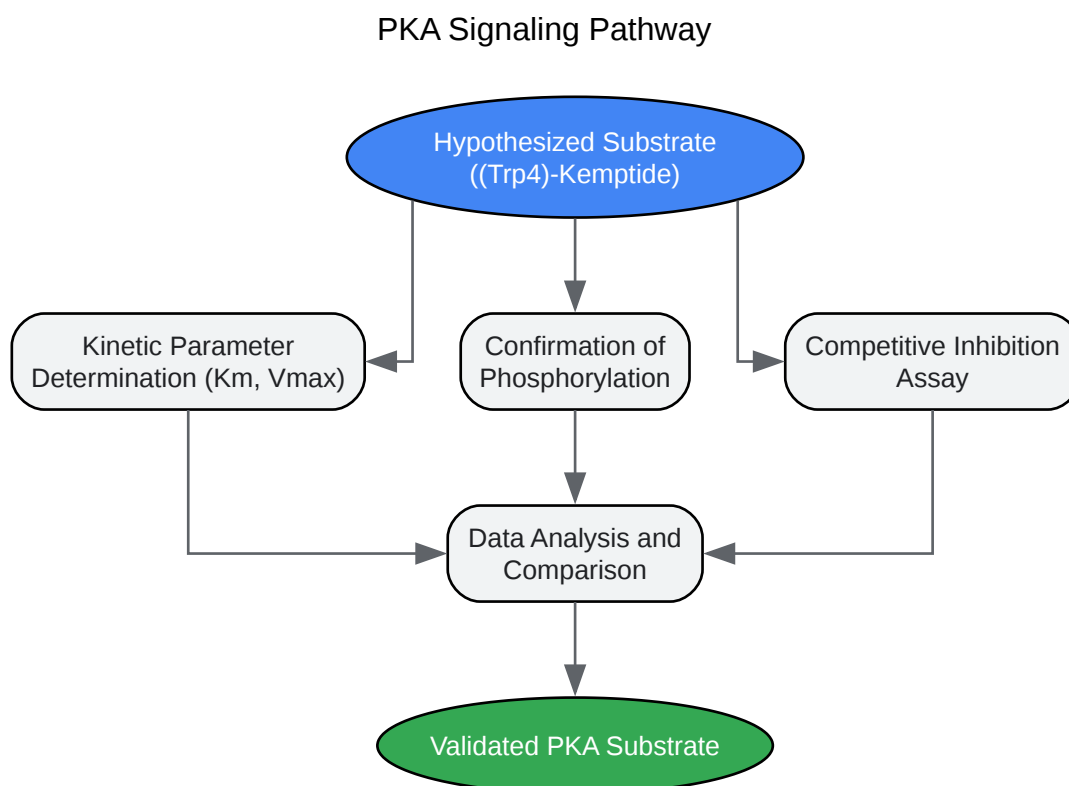 PKA Signaling Pathway
Hypothesized Substrate
((Trp4)-Kemptide)
Kinetic Parameter
Determination (Km, Vmax)
Confirmation of
Phosphorylation
Competitive Inhibition
Assay
Data Analysis and
Comparison
Validated PKA Substrate